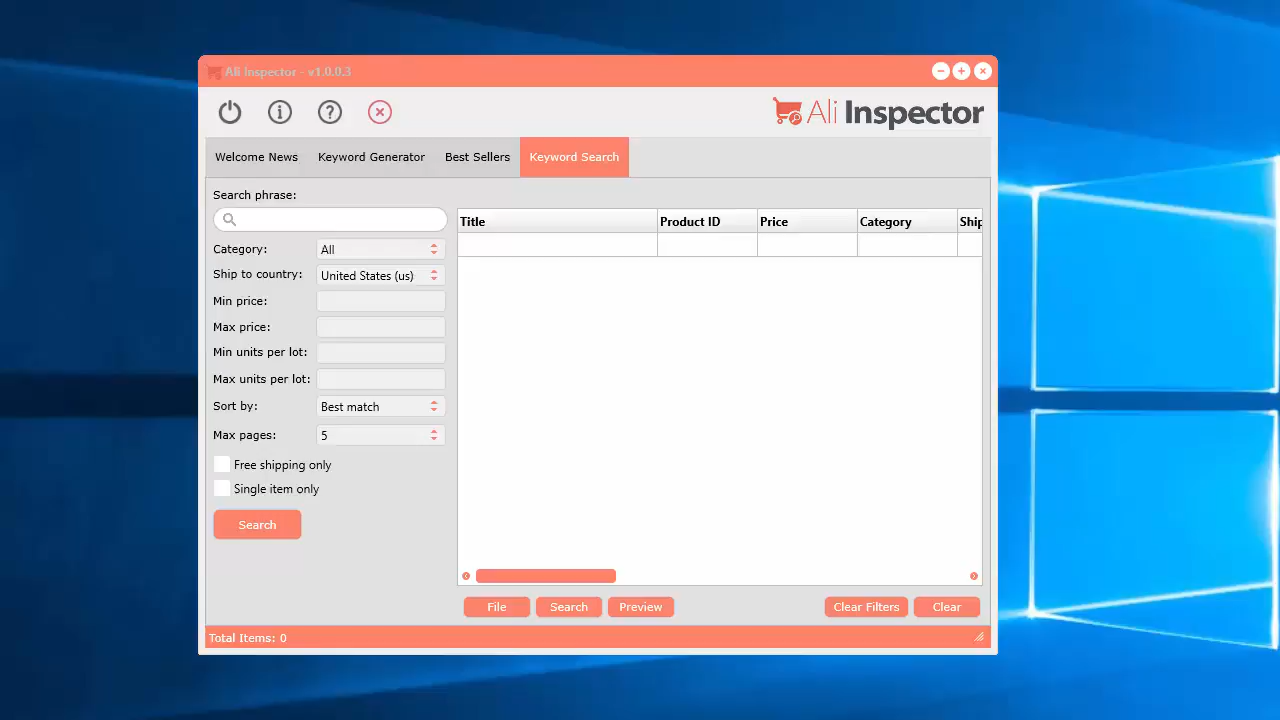 Ali Inspector - v1.0.0.3
Ali Inspector
Welcome News Keyword Generator Best Sellers Keyword Search
Search phrase:
Title Product ID Price Category Ship
Category: All
Ship to country: United States (us)
Min price:
Max price:
Min units per lot:
Max units per lot:
Sort by: Best match
Max pages: 5
Free shipping only
Single item only
Search
File Search Preview Clear Filters Clear
Total Items: 0